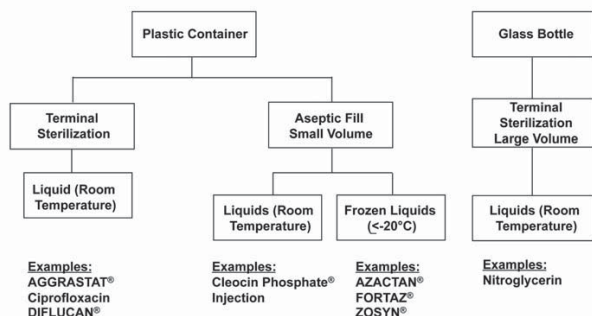 Plastic Container
Glass Bottle
Terminal
Sterilization
Aseptic Fill
Small Volume
Terminal
Sterilization
Large Volume
Liquid (Room
Temperature)
Liquids (Room
Temperature)
Frozen Liquids
(≤-20°C)
Liquids (Room
Temperature)
Examples:
AGGRASTAT®
Ciprofloxacin
DIFLUCAN®
Examples:
Cleocin Phosphate®
Injection
Examples:
AZACTAN®
FORTAZ®
ZOSYN®
Examples:
Nitroglycerin